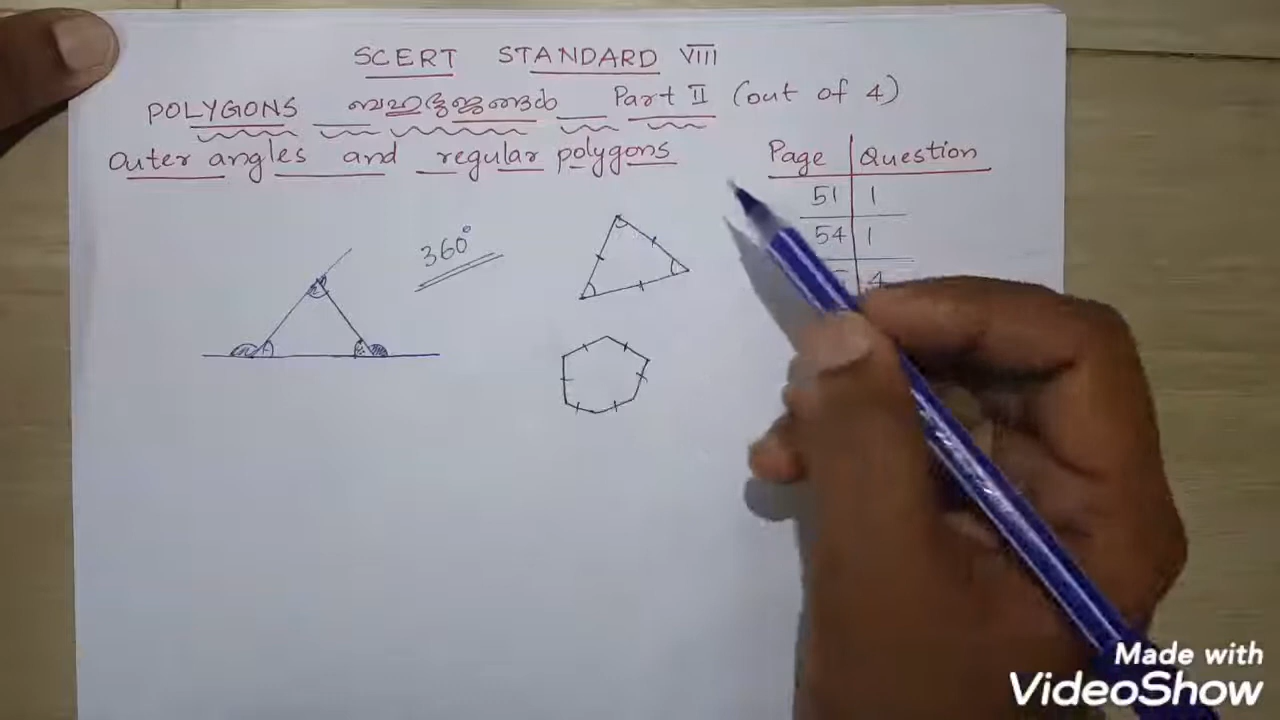 SCERT STANDARD VIII
POLYGONS ബഹുഭുജങ്ങൾ Part II (out of 4)
Outer angles and regular polygons
Page Question
51 1
54 1
4
360°
Made with
VideoShow